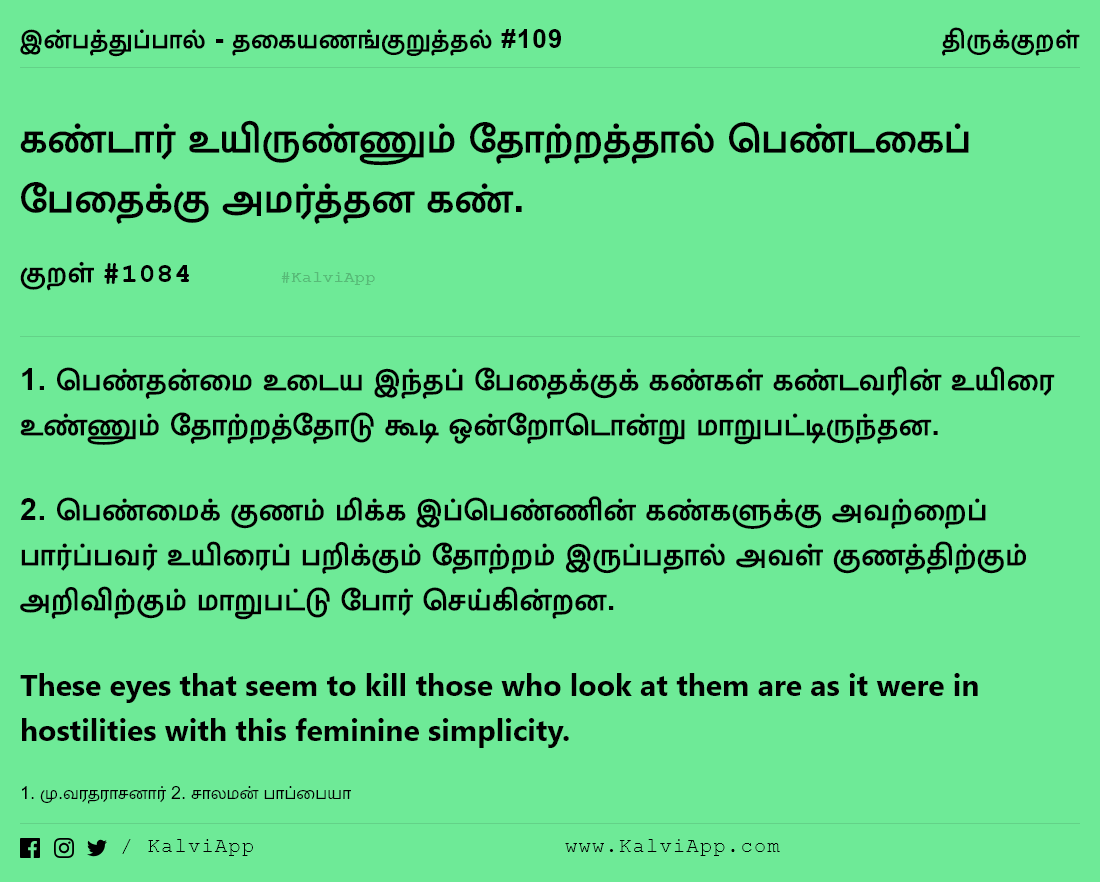 இன்பத்துப்பால் - தகையணங்குறுத்தல் #109 திருக்குறள்
கண்டார் உயிருண்ணும் தோற்றத்தால் பெண்டகைப்
பேதைக்கு அமர்த்தன கண்.
குறள் #1084 #KalviApp
1. பெண்தன்மை உடைய இந்தப் பேதைக்குக் கண்கள் கண்டவரின் உயிரை
உண்ணும் தோற்றத்தோடு கூடி ஒன்றோடொன்று மாறுபட்டிருந்தன.
2. பெண்மைக் குணம் மிக்க இப்பெண்ணின் கண்களுக்கு அவற்றைப்
பார்ப்பவர் உயிரைப் பறிக்கும் தோற்றம் இருப்பதால் அவள் குணத்திற்கும்
அறிவிற்கும் மாறுபட்டு போர் செய்கின்றன.
These eyes that seem to kill those who look at them are as it were in
hostilities with this feminine simplicity.
1. மு.வரதராசனார் 2. சாலமன் பாப்பையா
/ KalviApp www.KalviApp.com